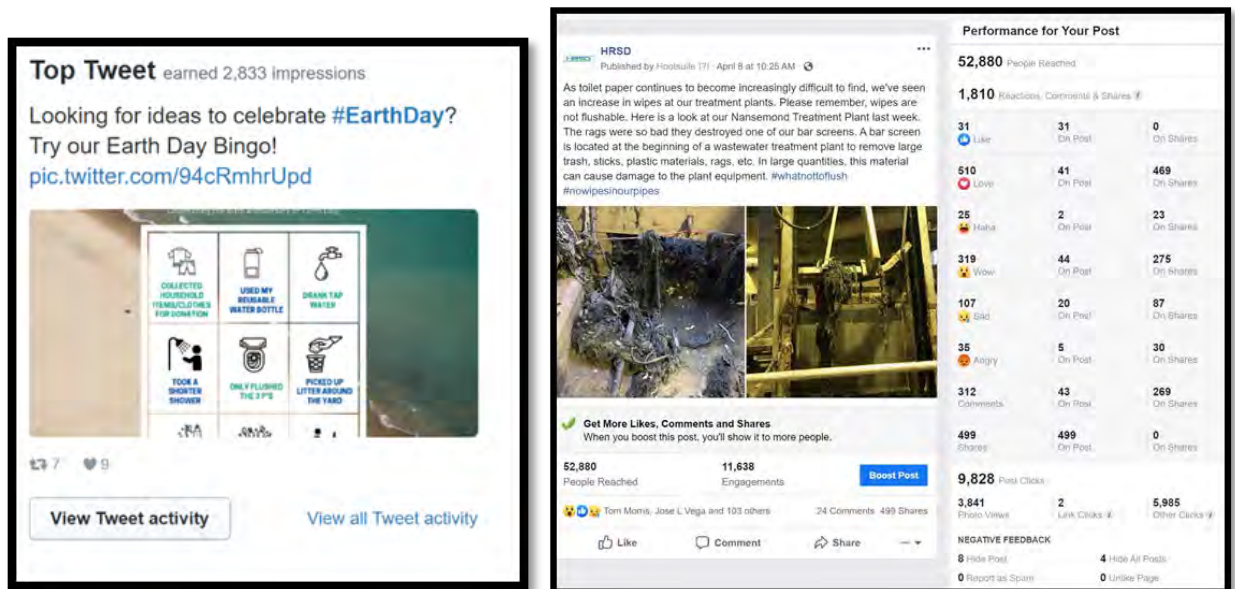 Top Tweet earned 2,833 impressions
Looking for ideas to celebrate #EarthDay?
Try our Earth Day Bingo!
pic.twitter.com/94cRmhrUpd
COLLECTED
HOUSEHOLD
ITEMS/CLOTHES
FOR DONATION
USED MY
REUSABLE
WATER BOTTLE
DRANK TAP
WATER
TOOK A
SHORTER
SHOWER
ONLY FLUSHED
THE 3 P'S
PICKED UP
LITTER AROUND
THE YARD
7 9
View Tweet activity View all Tweet activity
HRSD
Published by Hootsuite [?] · April 8 at 10:25 AM ·
As toilet paper continues to become increasingly difficult to find, we've seen
an increase in wipes at our treatment plants. Please remember, wipes are
not flushable. Here is a look at our Nansemond Treatment Plant last week.
The rags were so bad they destroyed one of our bar screens. A bar screen
is located at the beginning of a wastewater treatment plant to remove large
trash, sticks, plastic materials, rags, etc. In large quantities, this material
can cause damage to the plant equipment. #whatnottoflush
#nowipesinourpipes
Get More Likes, Comments and Shares
When you boost this post, you'll show it to more people.
52,880 11,638
People Reached Engagements
Boost Post
Tom Morris, Jose L Vega and 103 others 24 Comments 499 Shares
Like Comment Share
Performance for Your Post
52,880 People Reached
1,810 Reactions, Comments & Shares
31 31 0
Like On Post On Shares
510 41 469
Love On Post On Shares
25 2 23
Haha On Post On Shares
319 44 275
Wow On Post On Shares
107 20 87
Sad On Post On Shares
35 5 30
Angry On Post On Shares
312 43 269
Comments On Post On Shares
499 499 0
Shares On Post On Shares
9,828 Post Clicks
3,841 2 5,985
Photo Views Link Clicks Other Clicks
NEGATIVE FEEDBACK
8 Hide Post 4 Hide All Posts
0 Report as Spam 0 Unlike Page